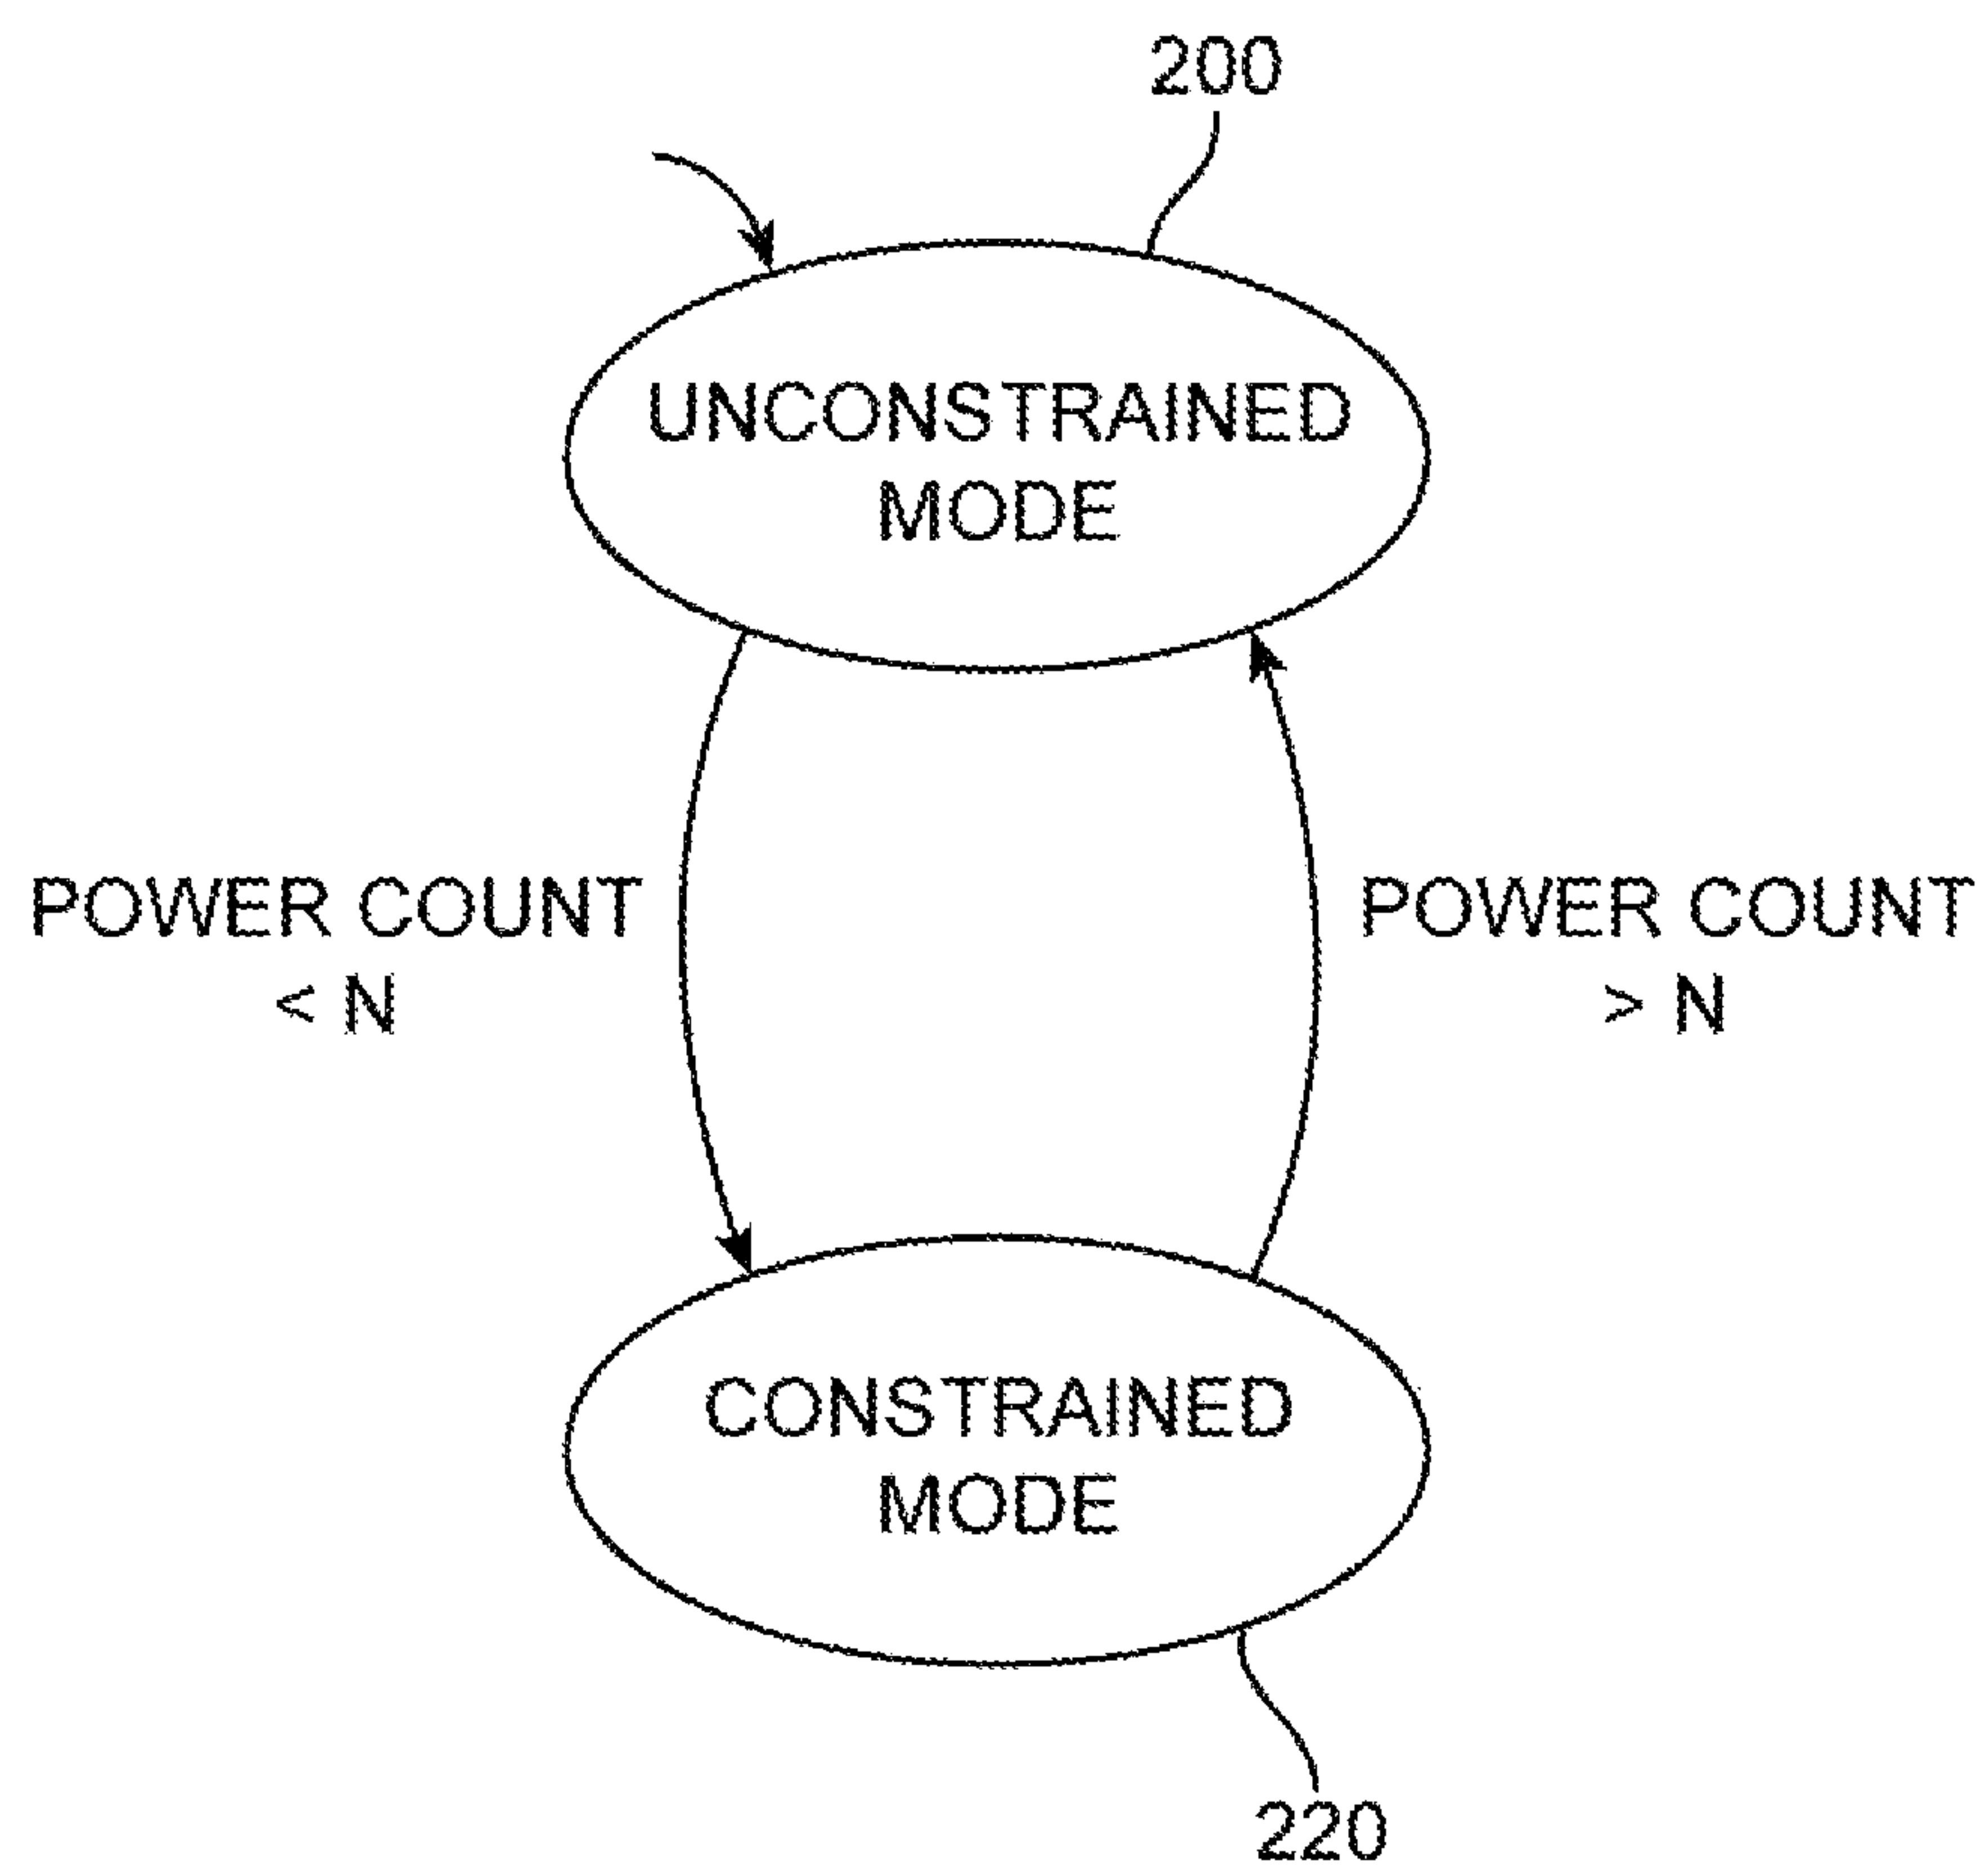 200
UNCONSTRAINED
MODE
POWER COUNT
< N
POWER COUNT
> N
CONSTRAINED
MODE
220